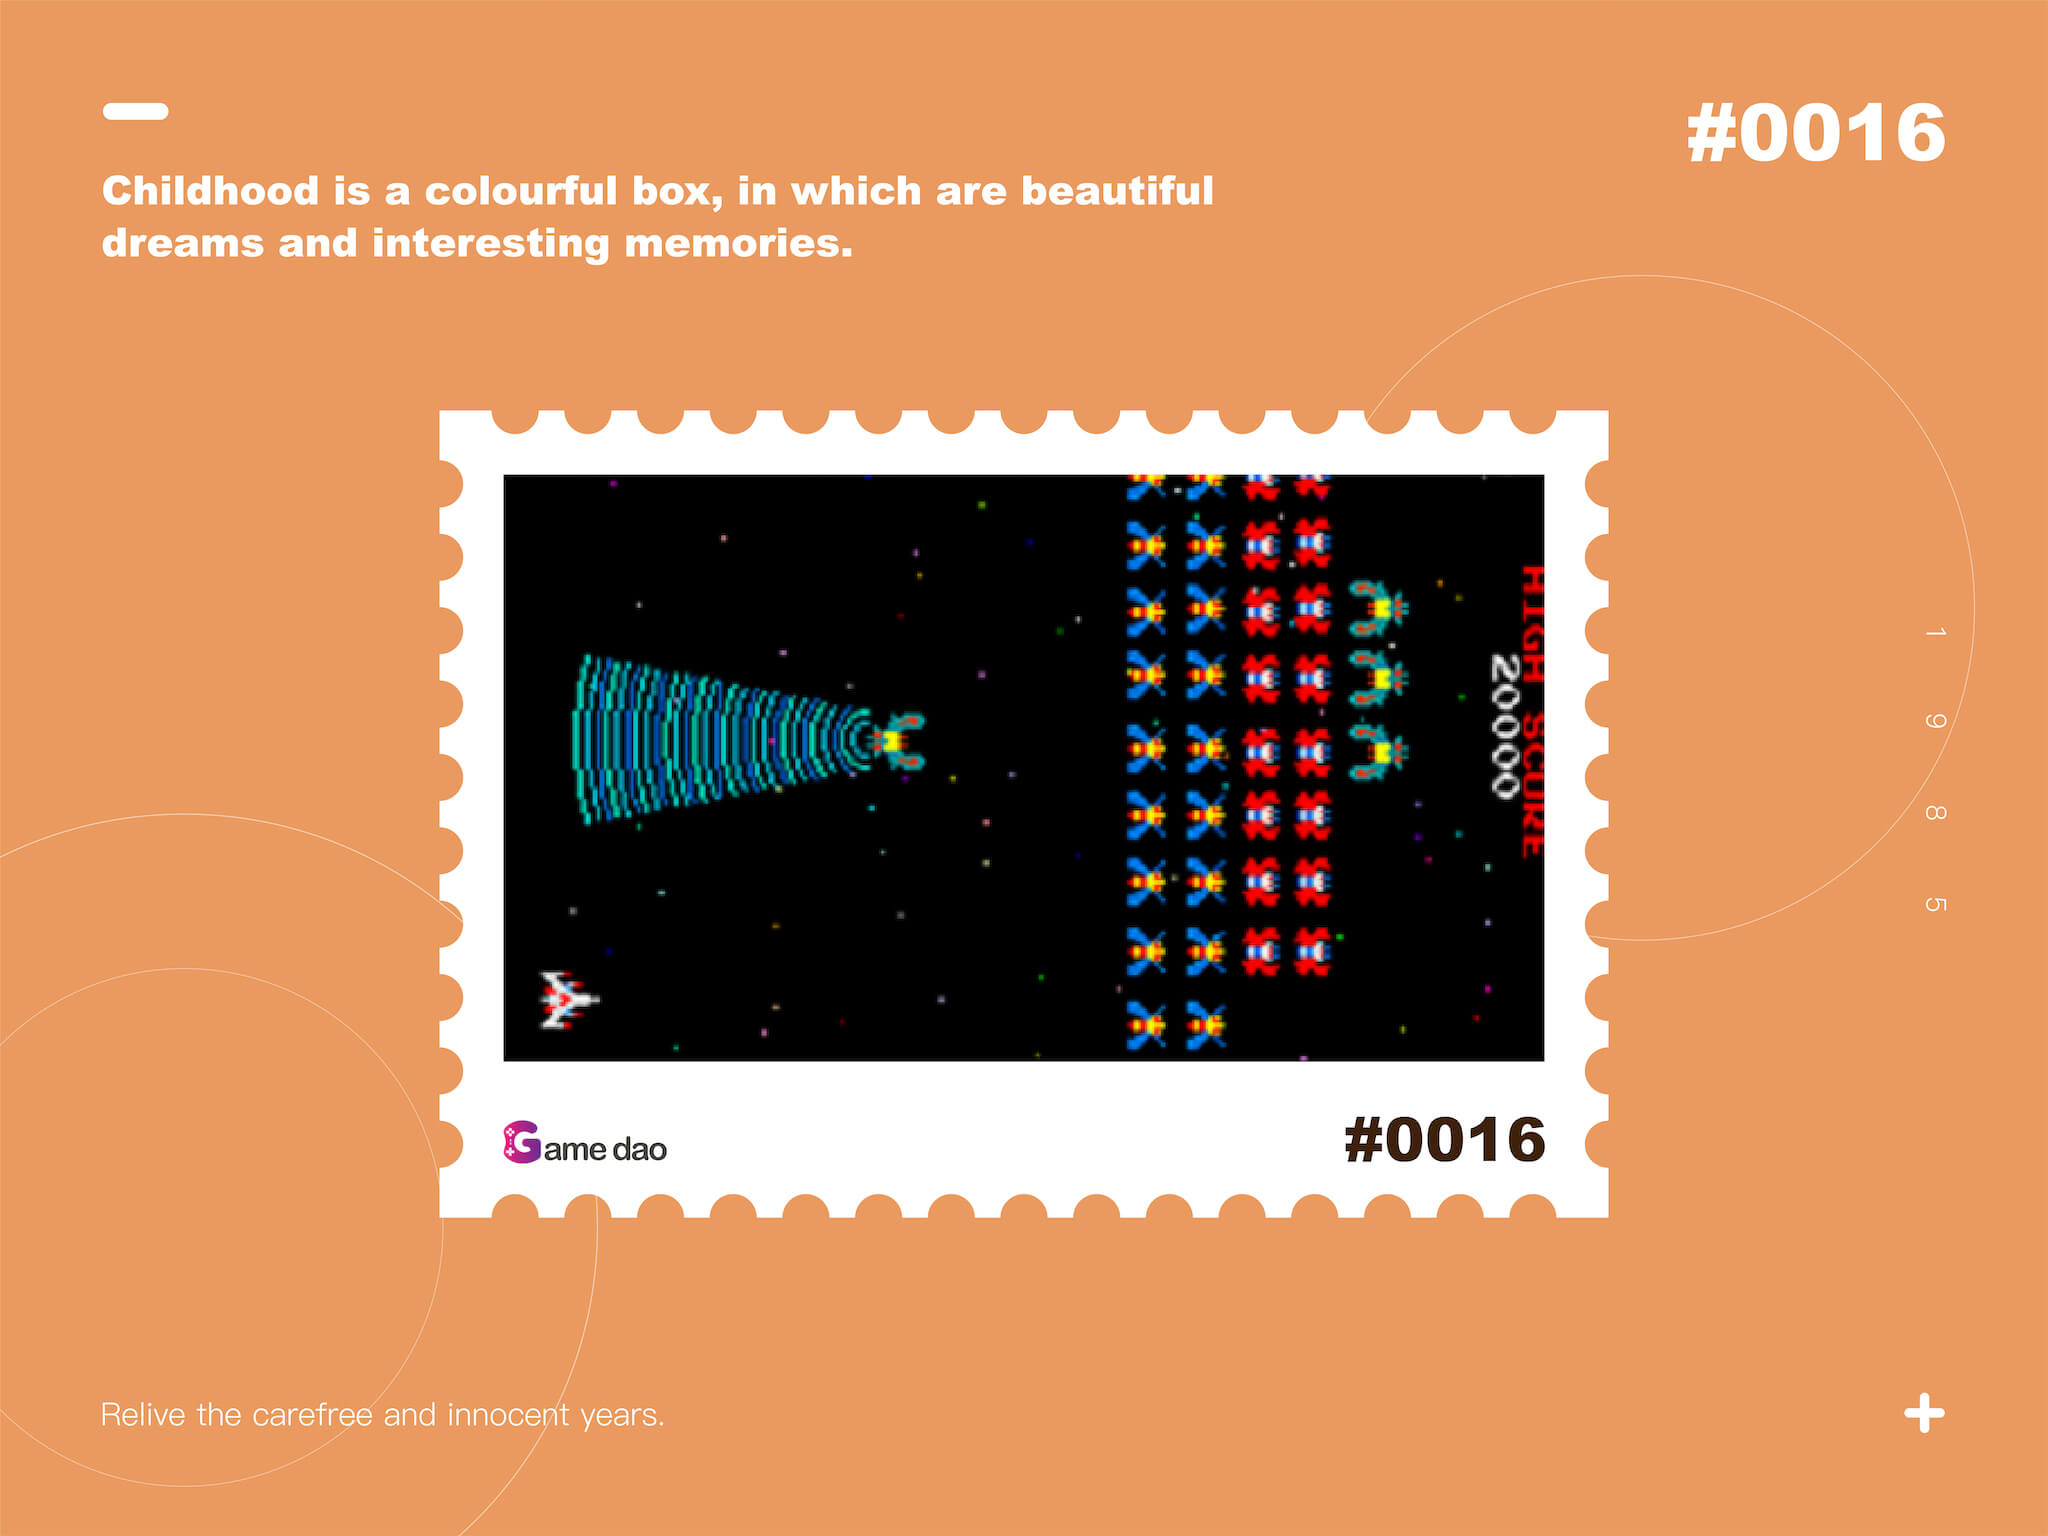 #0016
Childhood is a colourful box, in which are beautiful
dreams and interesting memories.
HIGH SCORE
20000
1
9
8
5
Game dao
#0016
Relive the carefree and innocent years.